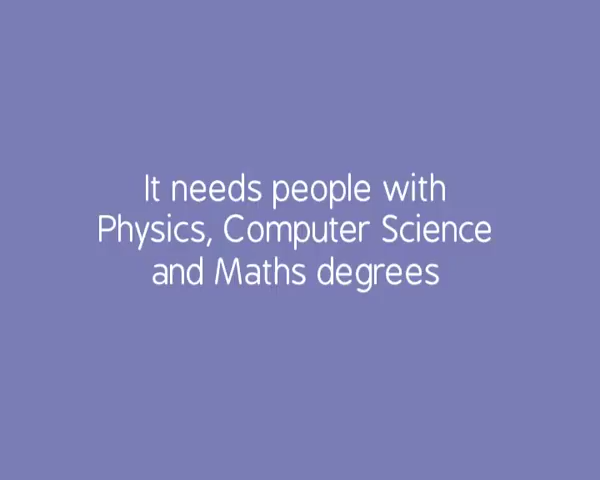 It needs people with
Physics, Computer Science
and Maths degrees